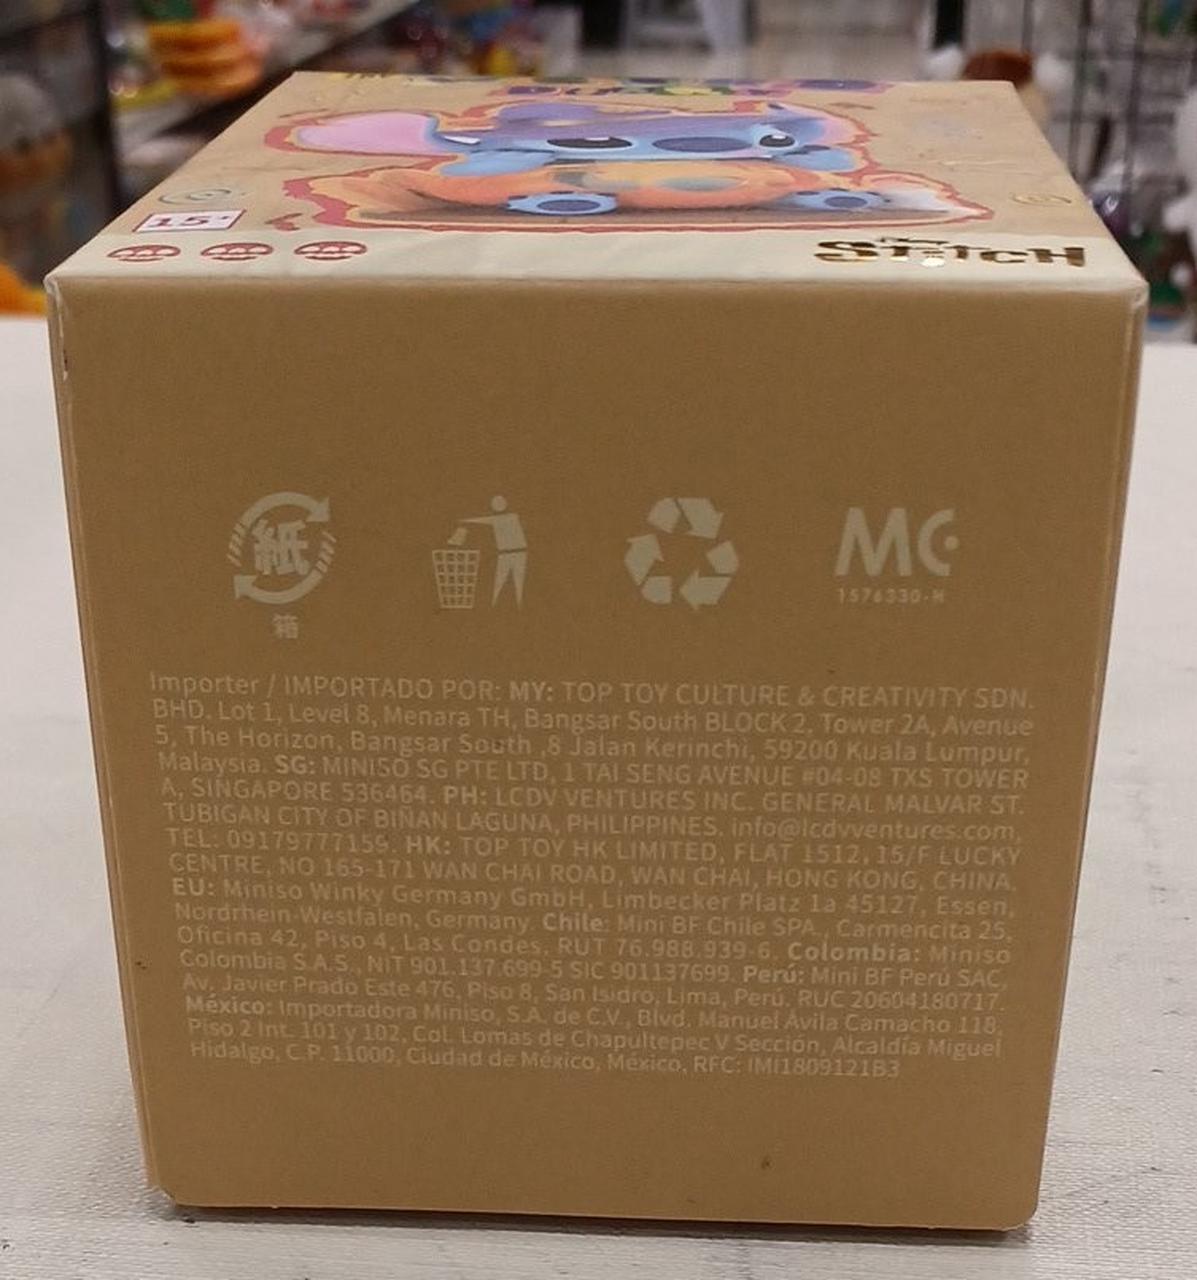 15+
Stitch
紙
箱
MC
1576330-H
Importer / IMPORTADO POR: MY: TOP TOY CULTURE & CREATIVITY SDN.
BHD. Lot 1, Level 8, Menara TH, Bangsar South BLOCK 2, Tower 2A, Avenue
5, The Horizon, Bangsar South ,8 Jalan Kerinchi, 59200 Kuala Lumpur,
Malaysia. SG: MINISO SG PTE LTD, 1 TAI SENG AVENUE #04-08 TXS TOWER
A, SINGAPORE 536464. PH: LCDV VENTURES INC. GENERAL MALVAR ST.
TUBIGAN CITY OF BIÑAN LAGUNA, PHILIPPINES. info@lcdvventures.com,
TEL: 09179777159. HK: TOP TOY HK LIMITED, FLAT 1512, 15/F LUCKY
CENTRE, NO 165-171 WAN CHAI ROAD, WAN CHAI, HONG KONG, CHINA.
EU: Miniso Winky Germany GmbH, Limbecker Platz 1a 45127, Essen,
Nordrhein-Westfalen, Germany. Chile: Mini BF Chile SPA., Carmencita 25,
Oficina 42, Piso 4, Las Condes. RUT 76.988.939-6. Colombia: Miniso
Colombia S.A.S., NIT 901.137.699-5 SIC 901137699. Perú: Mini BF Perú SAC,
Av. Javier Prado Este 476, Piso 8, San Isidro, Lima, Perú. RUC 20604180717.
México: Importadora Miniso, S.A. de C.V., Blvd. Manuel Ávila Camacho 118,
Piso 2 Int. 101 y 102, Col. Lomas de Chapultepec V Sección, Alcaldía Miguel
Hidalgo, C.P. 11000, Ciudad de México, México, RFC: IMI1809121B3